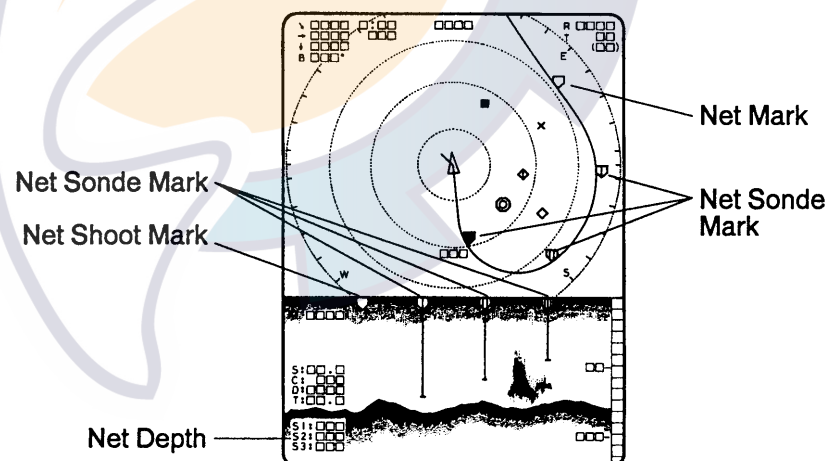 R
T
( )
B °
E
Net Mark
Net Sonde Mark
Net Shoot Mark
Net Sonde
Mark
W
S
S:
C:
D:
T:
Net Depth
S1:
S2:
S3: